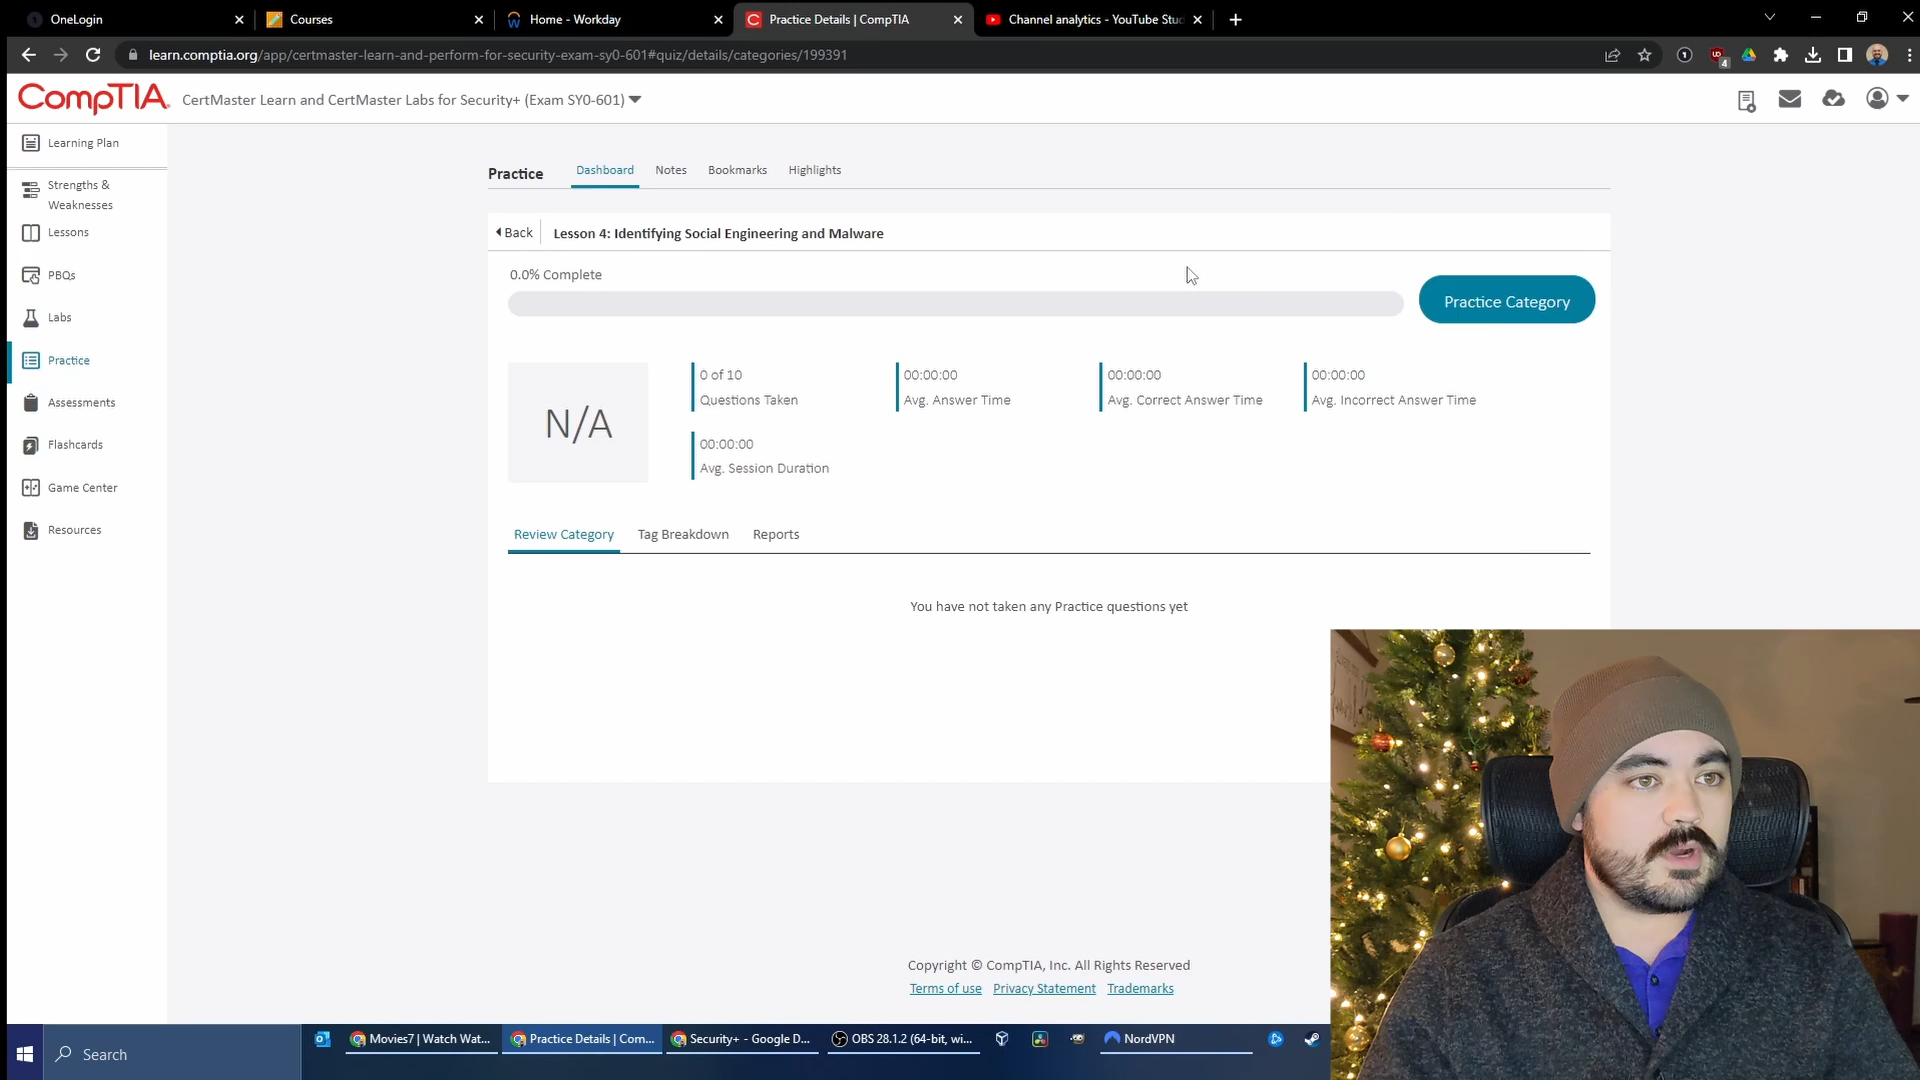 OneLogin
Courses
Home - Workday
Practice Details | CompTIA
Channel analytics - YouTube Stud
learn.comptia.org/app/certmaster-learn-and-perform-for-security-exam-sy0-601#quiz/details/categories/199391
4
CompTIA.
CertMaster Learn and CertMaster Labs for Security+ (Exam SY0-601)
Learning Plan
Strengths &
Weaknesses
Lessons
PBQs
Labs
Practice
Assessments
Flashcards
Game Center
Resources
Practice
Dashboard
Notes
Bookmarks
Highlights
Back
Lesson 4: Identifying Social Engineering and Malware
0.0% Complete
Practice Category
N/A
0 of 10
Questions Taken
00:00:00
Avg. Answer Time
00:00:00
Avg. Correct Answer Time
00:00:00
Avg. Incorrect Answer Time
00:00:00
Avg. Session Duration
Review Category
Tag Breakdown
Reports
You have not taken any Practice questions yet
Copyright © CompTIA, Inc. All Rights Reserved
Terms of use
Privacy Statement
Trademarks
Search
Movies7 | Watch Wat...
Practice Details | Com...
Security+ - Google D...
OBS 28.1.2 (64-bit, wi...
NordVPN